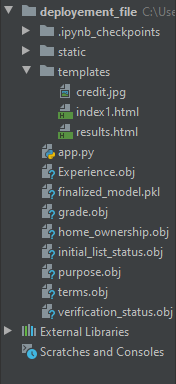 deployement_file C:\Use
.ipynb_checkpoints
static
templates
credit.jpg
index1.html
results.html
app.py
Experience.obj
finalized_model.pkl
grade.obj
home_ownership.obj
initial_list_status.obj
purpose.obj
terms.obj
verification_status.obj
External Libraries
Scratches and Consoles